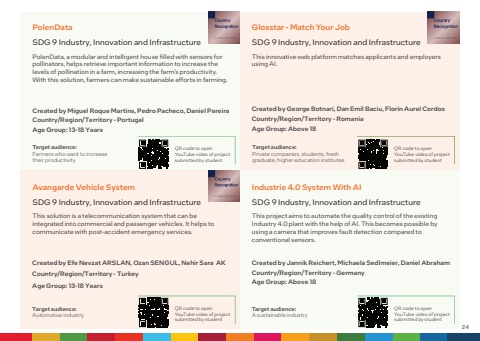 PolenData
Country
Recognition
SDG 9 Industry, Innovation and Infrastructure
PolenData, a modular and intelligent house filled with sensors for
pollinators, helps retrieve important information to increase the
levels of pollination in a farm, increasing the farm's productivity.
With this solution, farmers can make sustainable efforts in farming.
Created by Miguel Roque Martins, Pedro Pacheco, Daniel Pereira
Country/Region/Territory - Portugal
Age Group: 13-18 Years
Target audience:
Farmers who want to increase
their productivity
QR code to open
YouTube video of project
submitted by student
Glosstar - Match Your Job
Country
Recognition
SDG 9 Industry, Innovation and Infrastructure
This innovative web platform matches applicants and employers
using AI.
Created by George Botnari, Dan Emil Baciu, Florin Aurel Cordos
Country/Region/Territory - Romania
Age Group: Above 18
Target audience:
Private companies, students, fresh
graduate, higher education institutes
QR code to open
YouTube video of project
submitted by student
Avangarde Vehicle System
Country
Recognition
SDG 9 Industry, Innovation and Infrastructure
This solution is a telecommunication system that can be
integrated into commercial and passenger vehicles. It helps to
communicate with post-accident emergency services.
Created by Efe Nevzat ARSLAN, Ozan SENGUL, Nehir Sara AK
Country/Region/Territory - Turkey
Age Group: 13-18 Years
Target audience:
Automotive industry
QR code to open
YouTube video of project
submitted by student
Industrie 4.0 System With AI
SDG 9 Industry, Innovation and Infrastructure
This project aims to automate the quality control of the existing
Industry 4.0 plant with the help of AI. This becomes possible by
using a camera that improves fault detection compared to
conventional sensors.
Created by Jannik Reichert, Michaela Sedlmeier, Daniel Abraham
Country/Region/Territory - Germany
Age Group: Above 18
Target audience:
A sustainable industry
QR code to open
YouTube video of project
submitted by student
24